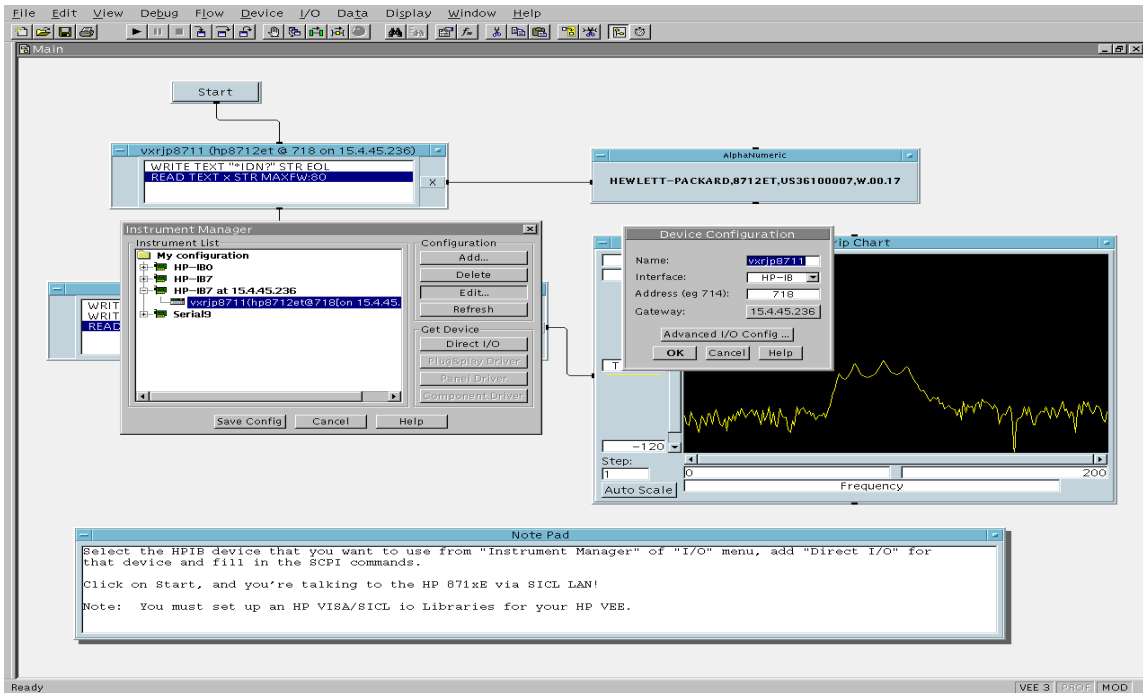 File Edit View Debug Flow Device I/O Data Display Window Help
Main
Start
vxrjp8711 (hp8712et @ 718 on 15.4.45.236)
WRITE TEXT "*IDN?" STR EOL
READ TEXT x STR MAXFW:80
X
AlphaNumeric
HEWLETT-PACKARD,8712ET,US36100007,W.00.17
Instrument Manager
Instrument List
My configuration
HP-IB0
HP-IB7
HP-IB7 at 15.4.45.236
vxrjp8711(hp8712et@718[on 15.4.45.
Serial9
Configuration
Add...
Delete
Edit...
Refresh
Get Device
Direct I/O
Plug&play Driver
Panel Driver
Component Driver
Save Config
Cancel
Help
WRIT
WRIT
READ
Device Configuration
Name: vxrjp8711
Interface: HP-IB
Address (eg 714): 718
Gateway: 15.4.45.236
Advanced I/O Config ...
OK Cancel Help
rip Chart
T
-120
Step:
1
Auto Scale
0 200
Frequency
Note Pad
Select the HPIB device that you want to use from "Instrument Manager" of "I/O" menu, add "Direct I/O" for
that device and fill in the SCPI commands.
Click on Start, and you're talking to the HP 871xE via SICL LAN!
Note: You must set up an HP VISA/SICL io Libraries for your HP VEE.
Ready
VEE 3 PROF MOD